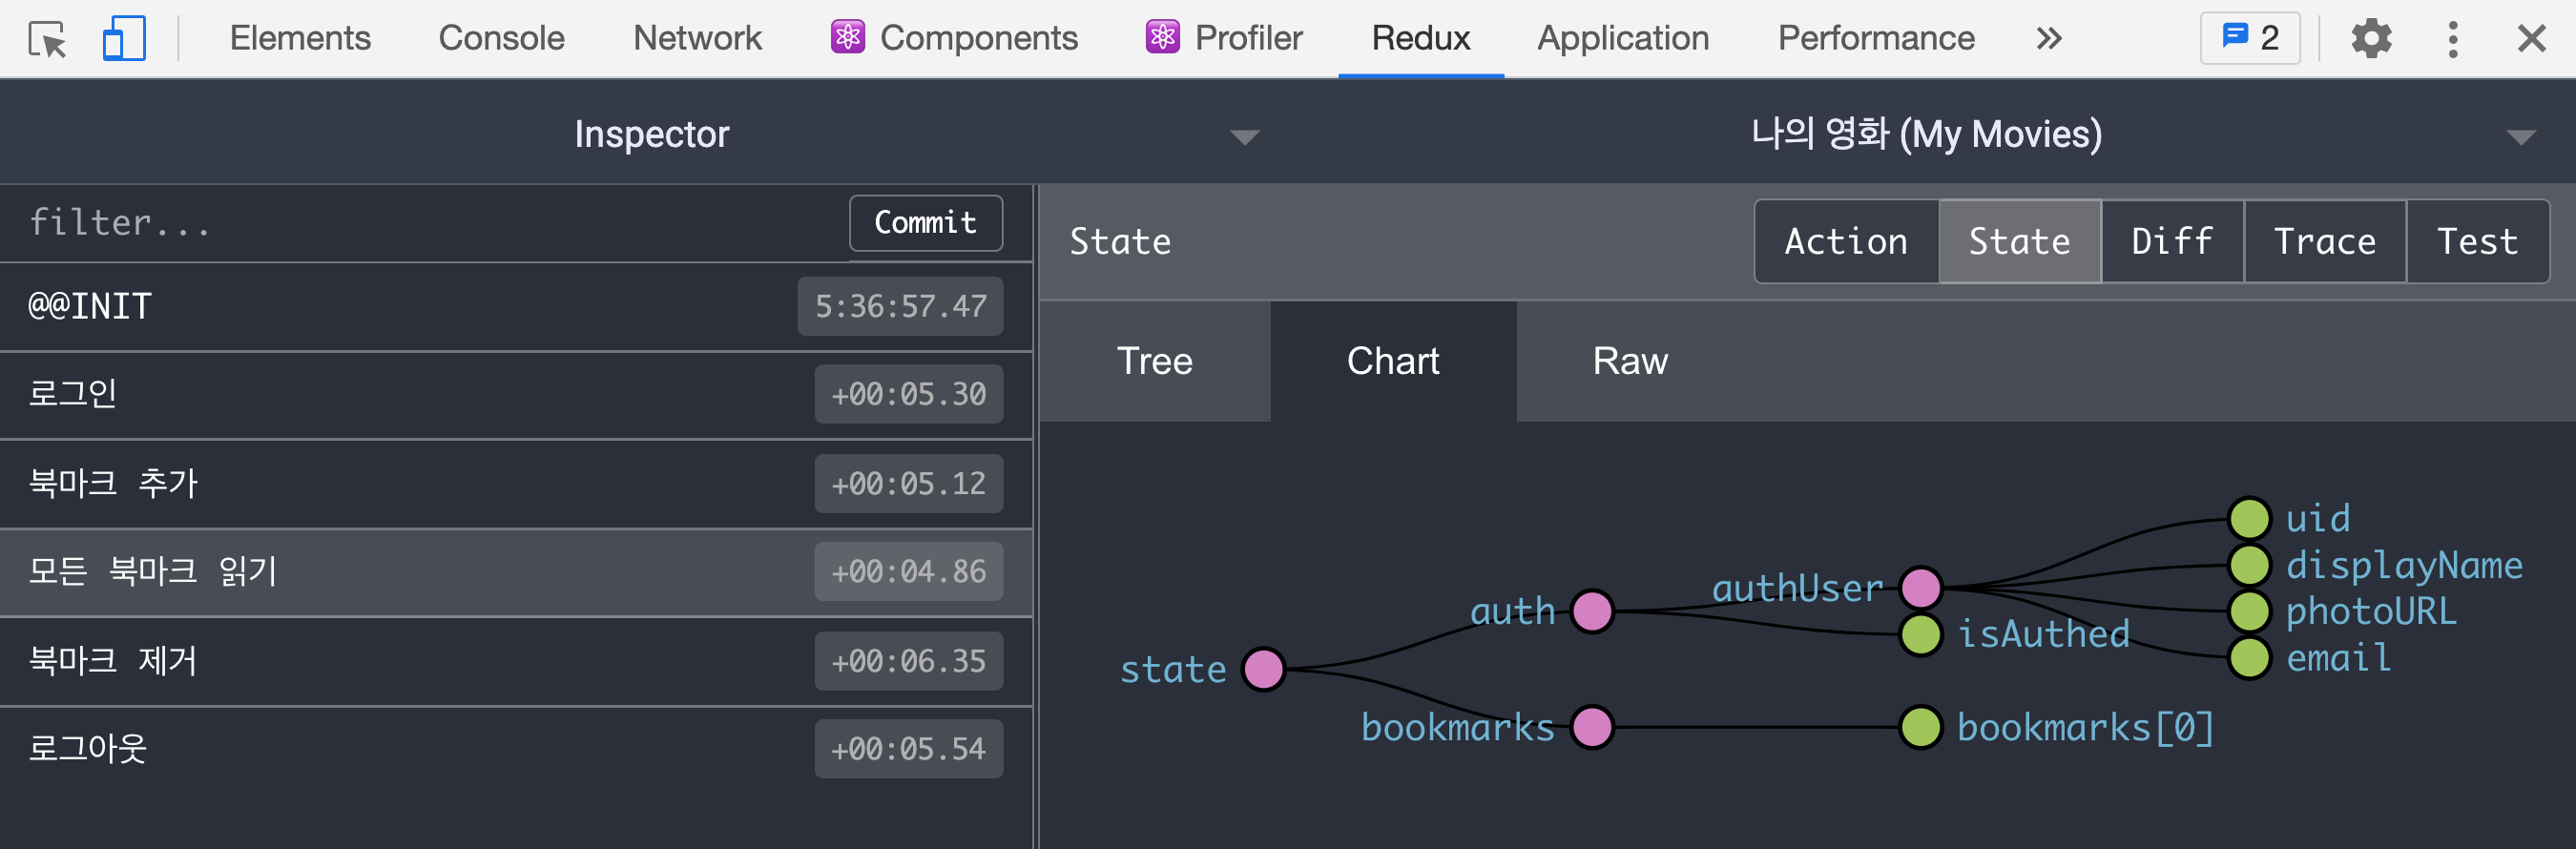 Elements Console Network Components Profiler Redux Application Performance 2
Inspector 나의 영화 (My Movies)
filter... Commit
State Action State Diff Trace Test
@@INIT 5:36:57.47
Tree Chart Raw
로그인 +00:05.30
북마크 추가 +00:05.12
모든 북마크 읽기 +00:04.86
북마크 제거 +00:06.35
로그아웃 +00:05.54
uid
displayName
authUser
auth
photoURL
isAuthed
email
state
bookmarks
bookmarks[0]